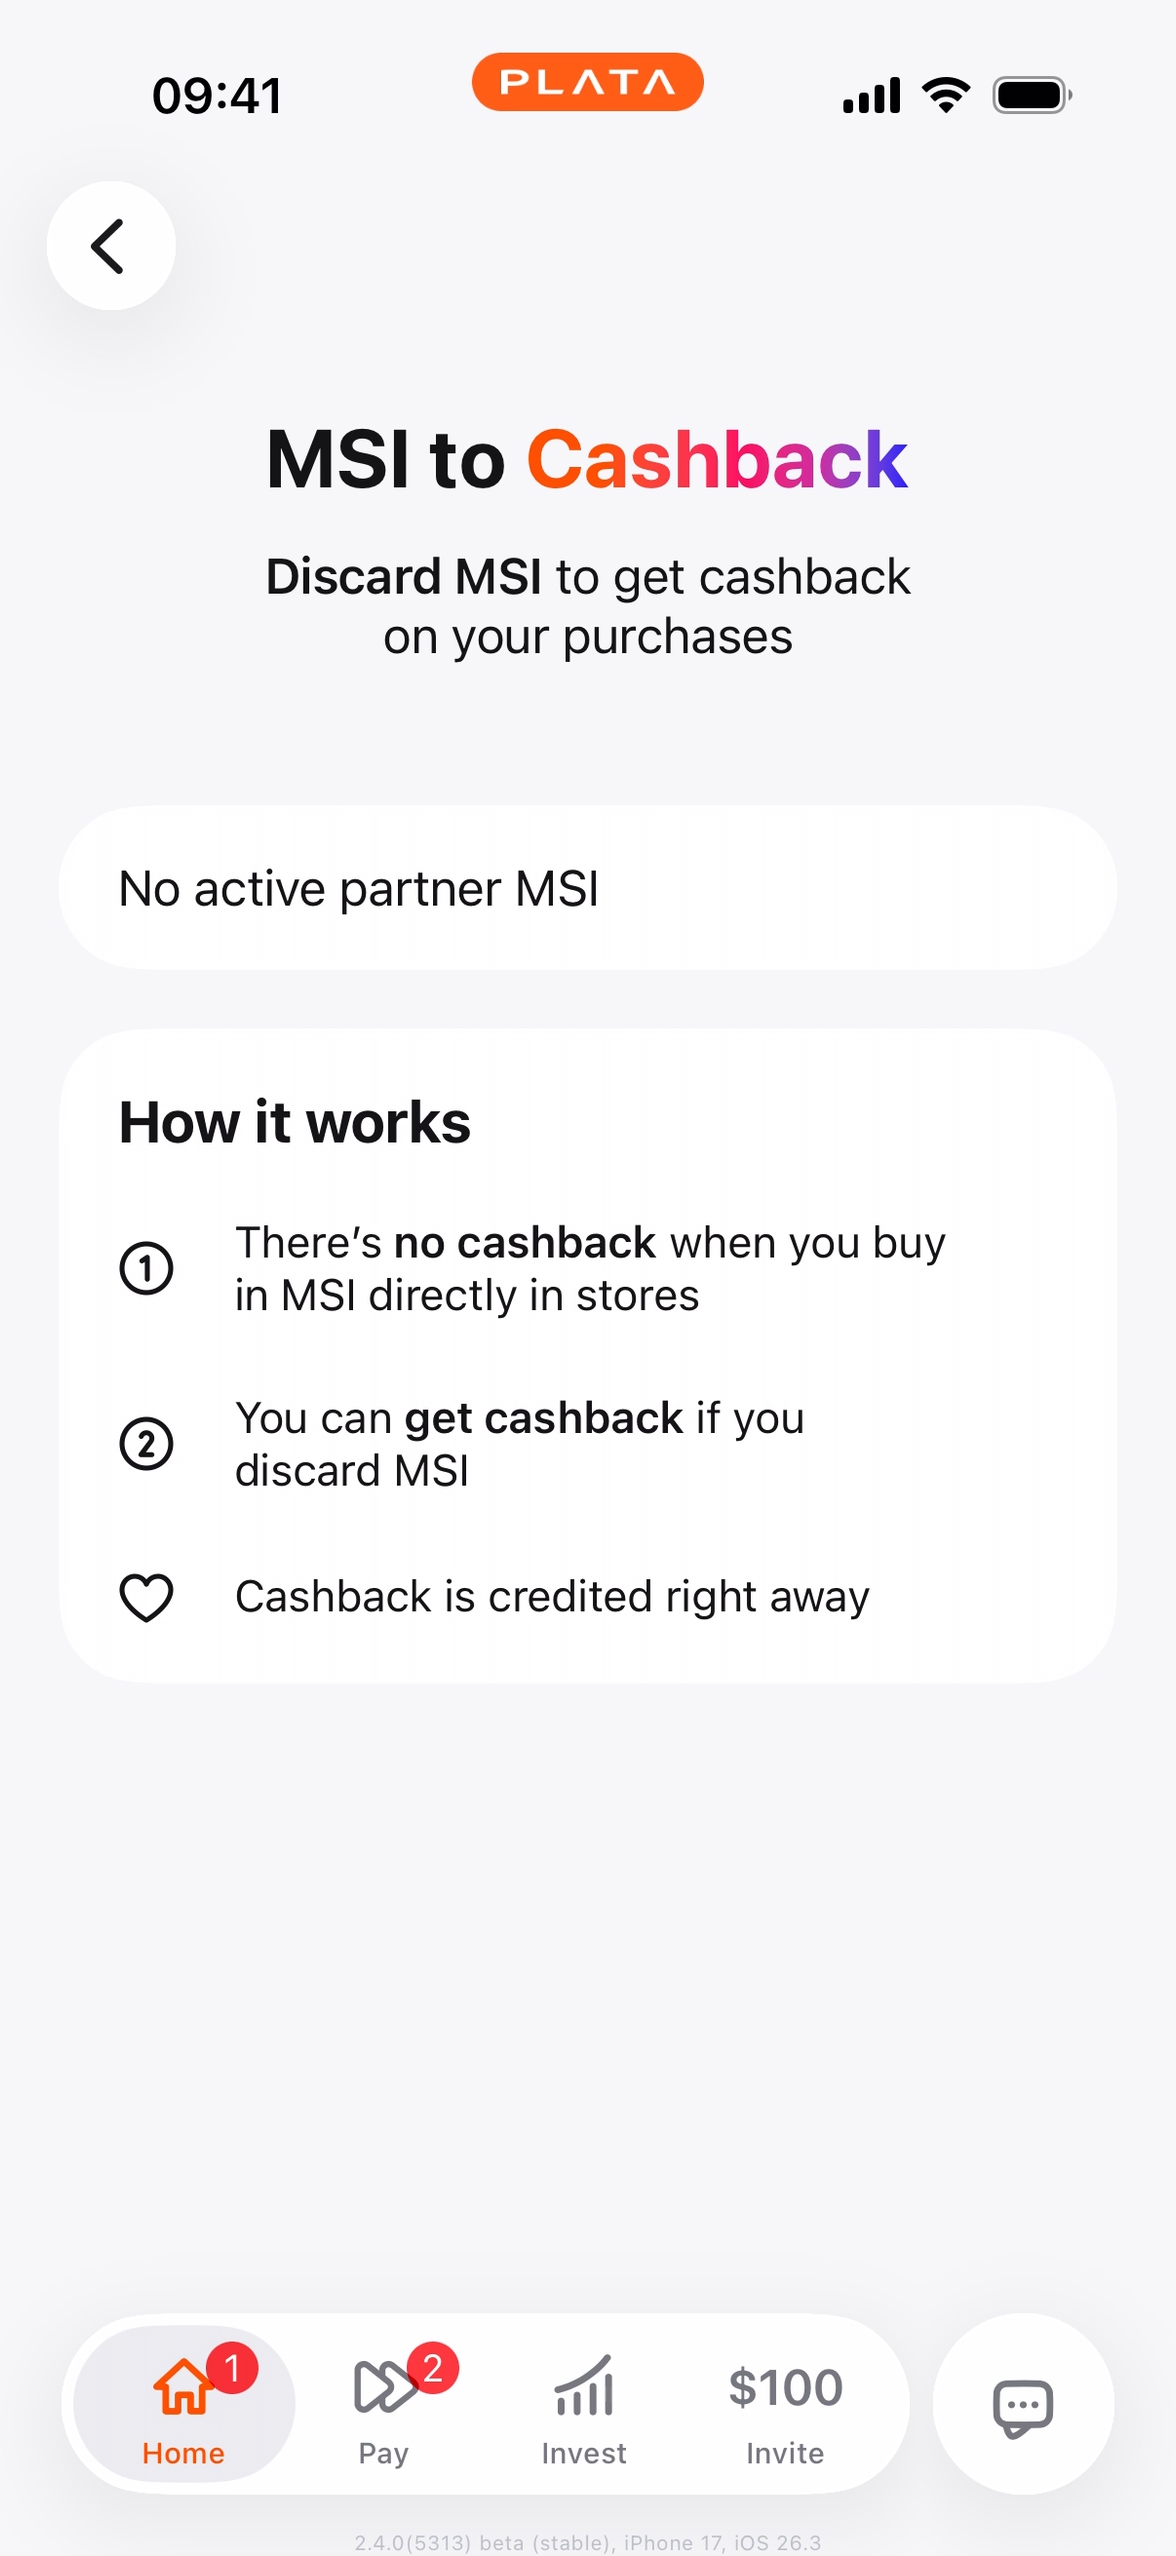 09:41
PLATA
MSI to Cashback
Discard MSI to get cashback
on your purchases
No active partner MSI
How it works
1
There’s no cashback when you buy
in MSI directly in stores
2
You can get cashback if you
discard MSI
Cashback is credited right away
1
2
$100
Home
Pay
Invest
Invite
2.4.0(5313) beta (stable), iPhone 17, iOS 26.3